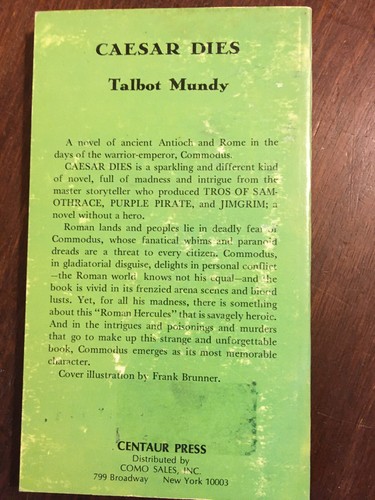 CAESAR DIES
Talbot Mundy
A novel of ancient Antioch and Rome in the
days of the warrior-emperor, Commodus.
CAESAR DIES is a sparkling and different kind
of novel, full of madness and intrigue from the
master storyteller who produced TROS OF SAM-
OTHRACE, PURPLE PIRATE, and JIMGRIM; a
novel without a hero.
Roman lands and peoples lie in deadly fear of
Commodus, whose fanatical whims and paranoid
dreads are a threat to every citizen. Commodus,
in gladiatorial disguise, delights in personal conflict
—the Roman world knows not his equal—and the
book is vivid in its frenzied arena scenes and blood
lusts. Yet, for all his madness, there is something
about this "Roman Hercules" that is savagely heroic.
And in the intrigues and poisonings and murders
that go to make up this strange and unforgettable
book, Commodus emerges as its most memorable
character.
Cover illustration by Frank Brunner.
CENTAUR PRESS
Distributed by
COMO SALES, INC.
799 Broadway New York 10003